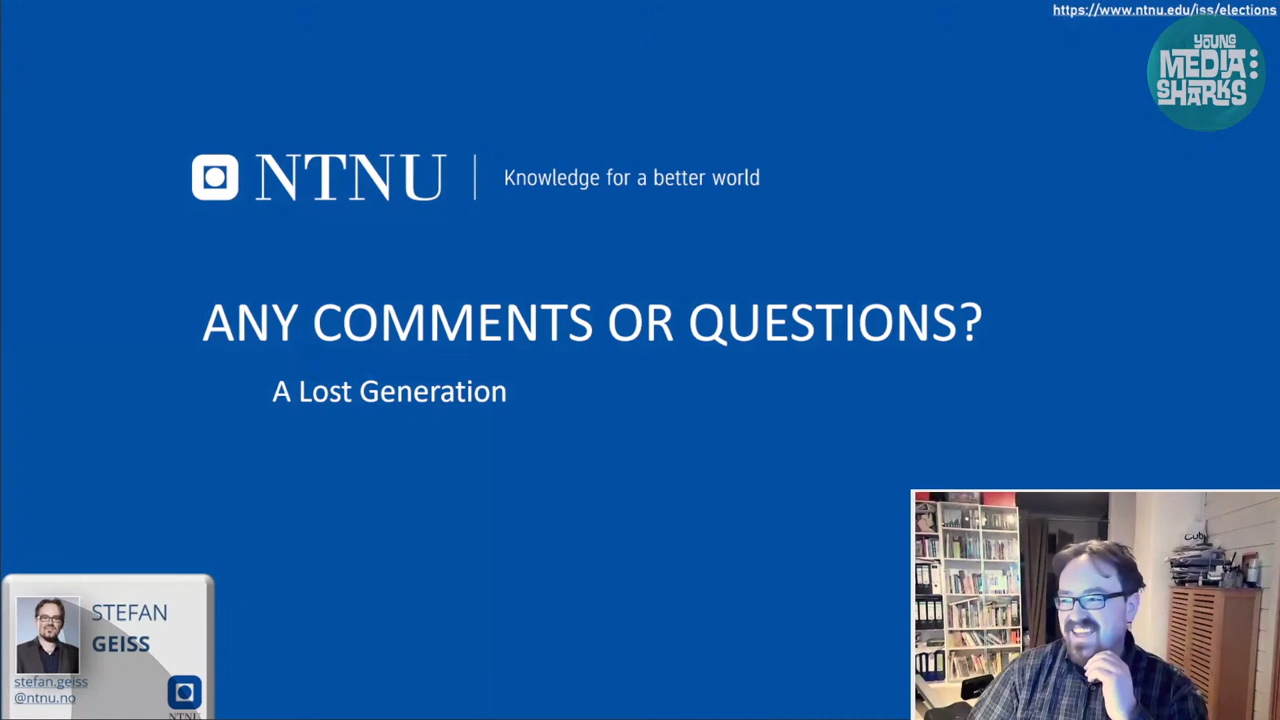 https://www.ntnu.edu/iss/elections
YOUNG
MEDIA
SHARKS
NTNU | Knowledge for a better world
ANY COMMENTS OR QUESTIONS?
A Lost Generation
STEFAN
GEISS
stefan.geiss
@ntnu.no
NTNU